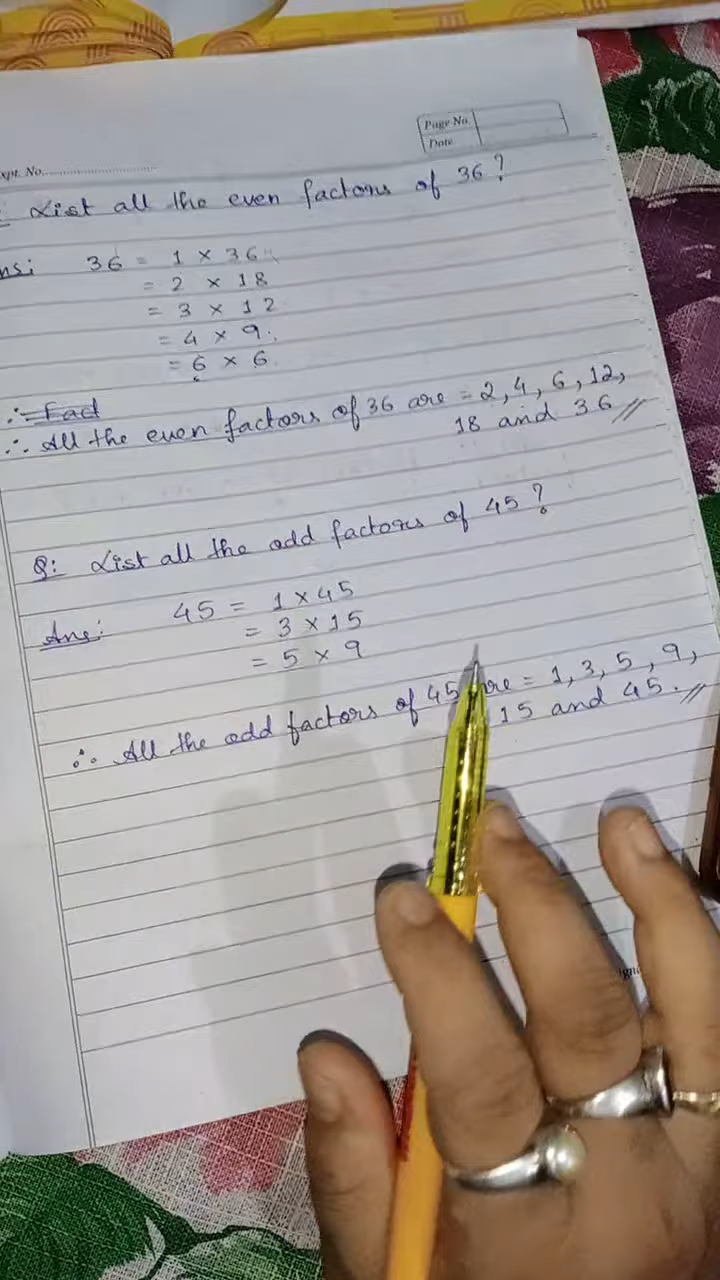 Page No.
Date
xpt. No.
List all the even factors of 36?
ns: 36 = 1 × 36
= 2 × 18
= 3 × 12
= 4 × 9
= 6 × 6
∴ Fact
∴ All the even factors of 36 are = 2, 4, 6, 12,
18 and 36
Q: List all the odd factors of 45?
Ans: 45 = 1 × 45
= 3 × 15
= 5 × 9
∴ All the odd factors of 45 are = 1, 3, 5, 9,
15 and 45.